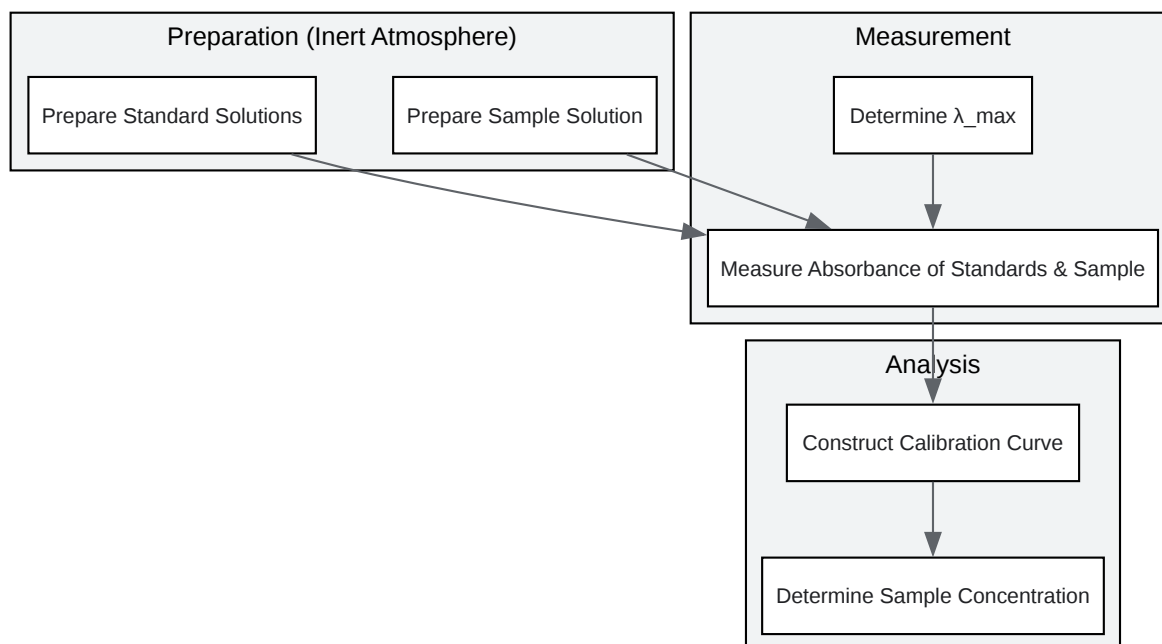 Preparation (Inert Atmosphere)
Prepare Standard Solutions
Prepare Sample Solution
Measurement
Determine λ_max
Measure Absorbance of Standards & Sample
Analysis
Construct Calibration Curve
Determine Sample Concentration